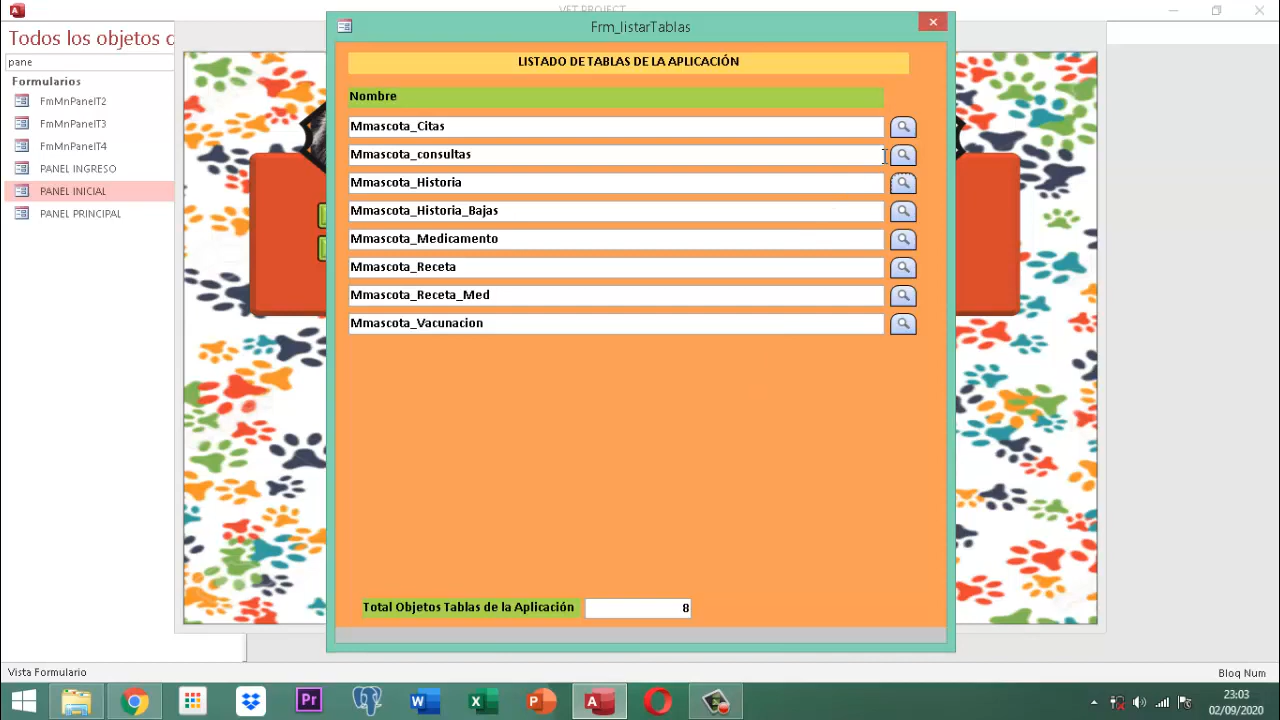 VET PROJECT
Frm_listarTablas
Todos los objetos d
pane
Formularios
FmMnPanelT2
FmMnPanelT3
FmMnPanelT4
PANEL INGRESO
PANEL INICIAL
PANEL PRINCIPAL
LISTADO DE TABLAS DE LA APLICACIÓN
Nombre
Mmascota_Citas
Mmascota_consultas
Mmascota_Historia
Mmascota_Historia_Bajas
Mmascota_Medicamento
Mmascota_Receta
Mmascota_Receta_Med
Mmascota_Vacunacion
Total Objetos Tablas de la Aplicación 8
Vista Formulario
Bloq Num
23:03
02/09/2020